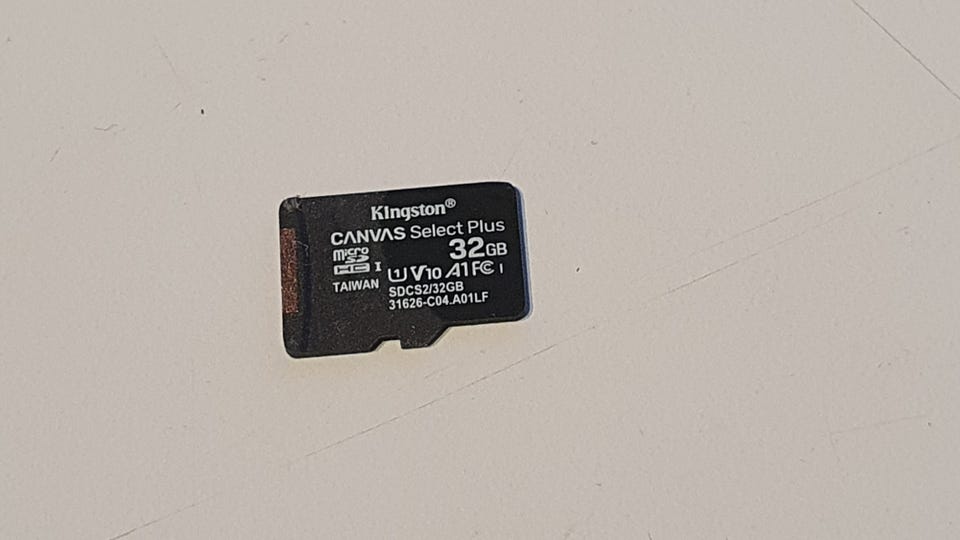 Kingston®
CANVAS Select Plus
32GB
micro SD HC I U1 V10 A1 FC I
TAIWAN
SDCS2/32GB
31626-C04.A01LF